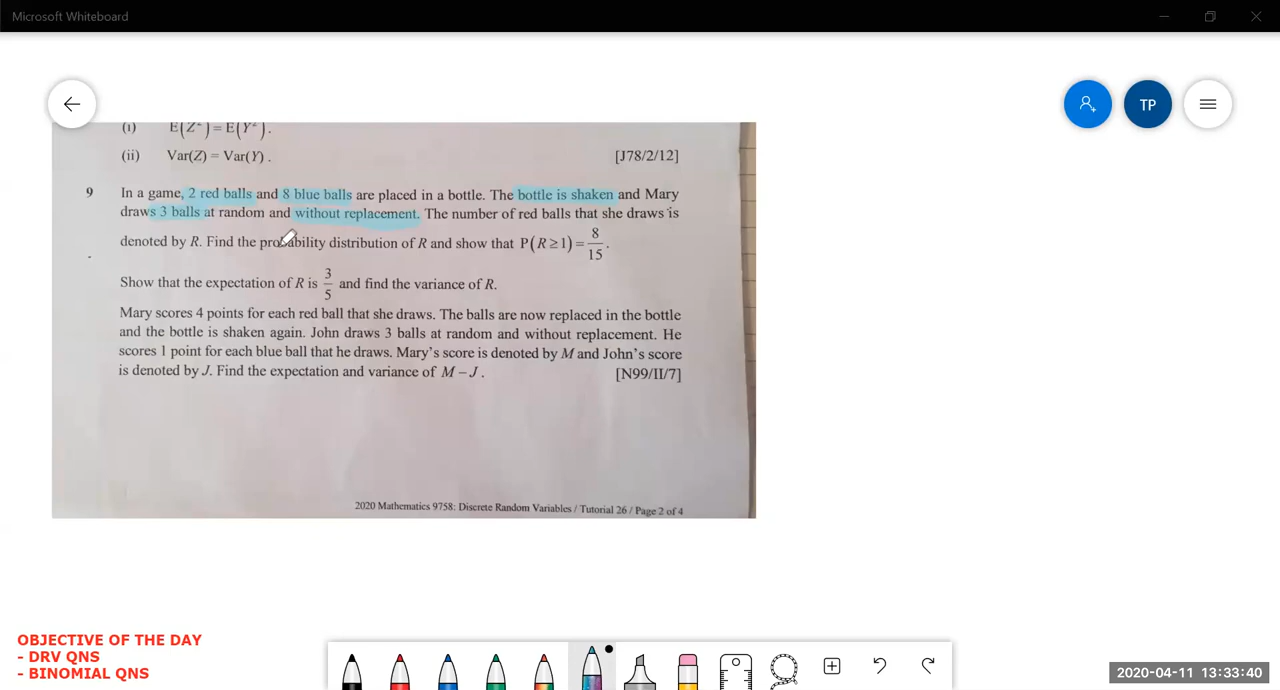 Microsoft Whiteboard
TP
(i) E(Z²) = E(Y²).
(ii) Var(Z) = Var(Y). [J78/2/12]
9 In a game, 2 red balls and 8 blue balls are placed in a bottle. The bottle is shaken and Mary
draws 3 balls at random and without replacement. The number of red balls that she draws is
denoted by R. Find the probability distribution of R and show that P(R ≥ 1) = 8/15.
Show that the expectation of R is 3/5 and find the variance of R.
Mary scores 4 points for each red ball that she draws. The balls are now replaced in the bottle
and the bottle is shaken again. John draws 3 balls at random and without replacement. He
scores 1 point for each blue ball that he draws. Mary's score is denoted by M and John's score
is denoted by J. Find the expectation and variance of M – J. [N99/II/7]
2020 Mathematics 9758: Discrete Random Variables / Tutorial 26 / Page 2 of 4
OBJECTIVE OF THE DAY
- DRV QNS
- BINOMIAL QNS
2020-04-11 13:33:40